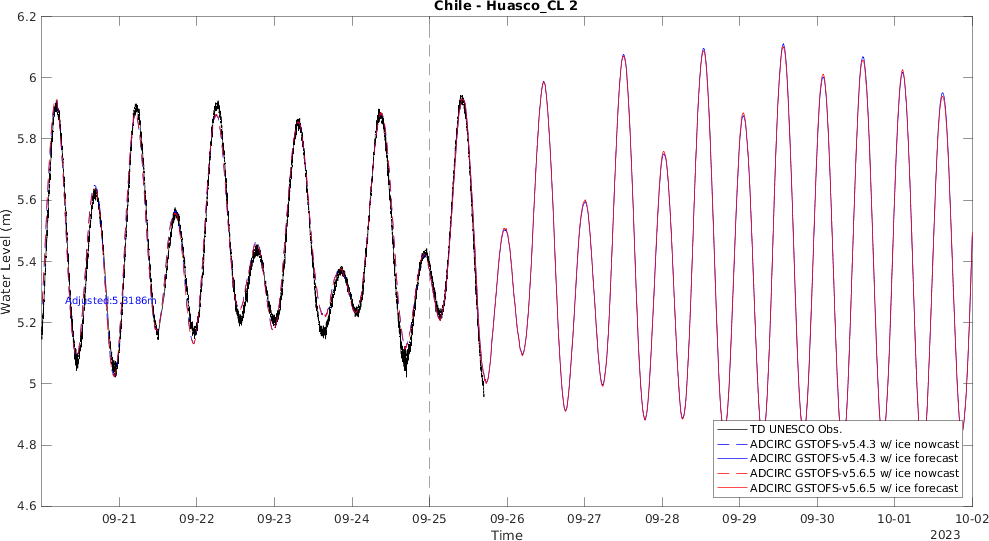 Chile - Huasco_CL 2
6.2
6
5.8
5.6
5.4
5.2
5
4.8
4.6
Water Level (m)
Adjusted:5.3186m
TD UNESCO Obs.
ADCIRC GSTOFS-v5.4.3 w/ ice nowcast
ADCIRC GSTOFS-v5.4.3 w/ ice forecast
ADCIRC GSTOFS-v5.6.5 w/ ice nowcast
ADCIRC GSTOFS-v5.6.5 w/ ice forecast
09-21 09-22 09-23 09-24 09-25 09-26 09-27 09-28 09-29 09-30 10-01 10-02
Time
2023